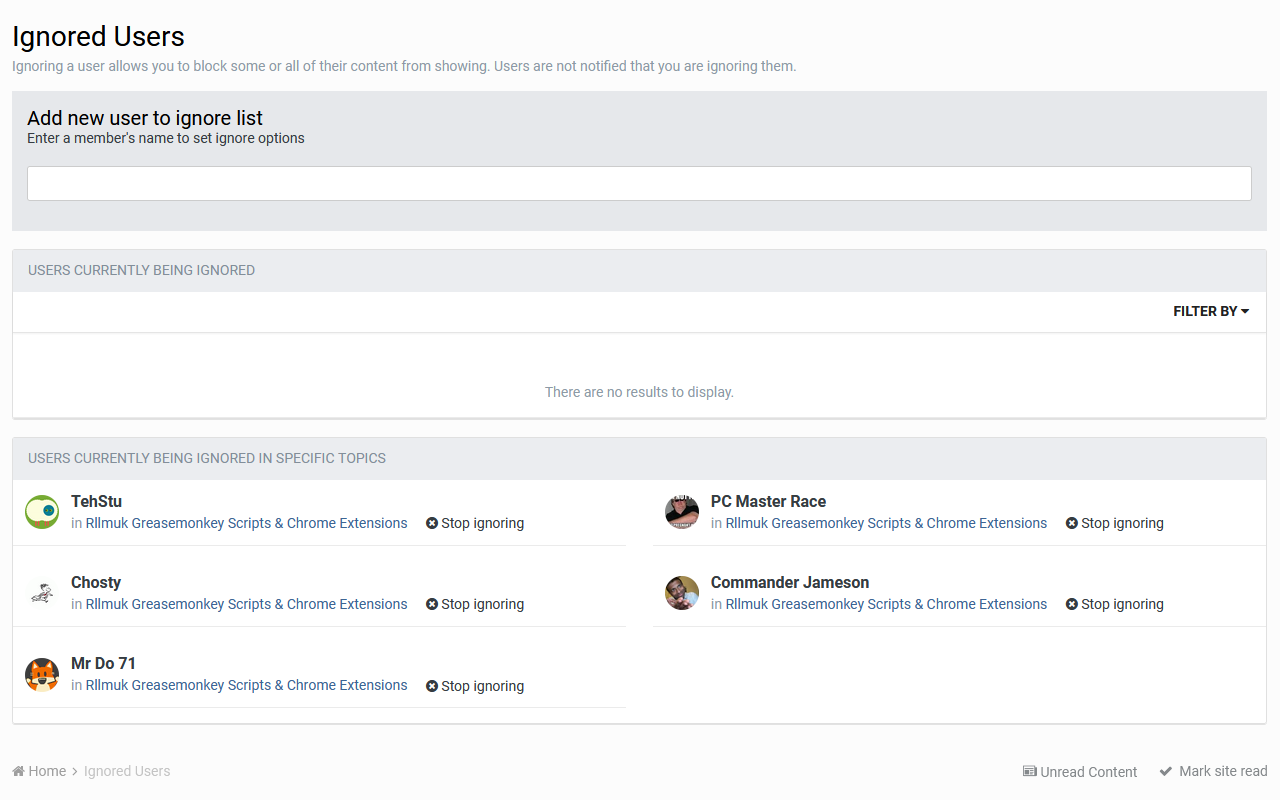 Ignored Users
Ignoring a user allows you to block some or all of their content from showing. Users are not notified that you are ignoring them.
Add new user to ignore list
Enter a member's name to set ignore options
USERS CURRENTLY BEING IGNORED
FILTER BY
There are no results to display.
USERS CURRENTLY BEING IGNORED IN SPECIFIC TOPICS
TehStu
in Rllmuk Greasemonkey Scripts & Chrome Extensions Stop ignoring
PC Master Race
in Rllmuk Greasemonkey Scripts & Chrome Extensions Stop ignoring
Chosty
in Rllmuk Greasemonkey Scripts & Chrome Extensions Stop ignoring
Commander Jameson
in Rllmuk Greasemonkey Scripts & Chrome Extensions Stop ignoring
Mr Do 71
in Rllmuk Greasemonkey Scripts & Chrome Extensions Stop ignoring
Home > Ignored Users
Unread Content Mark site read